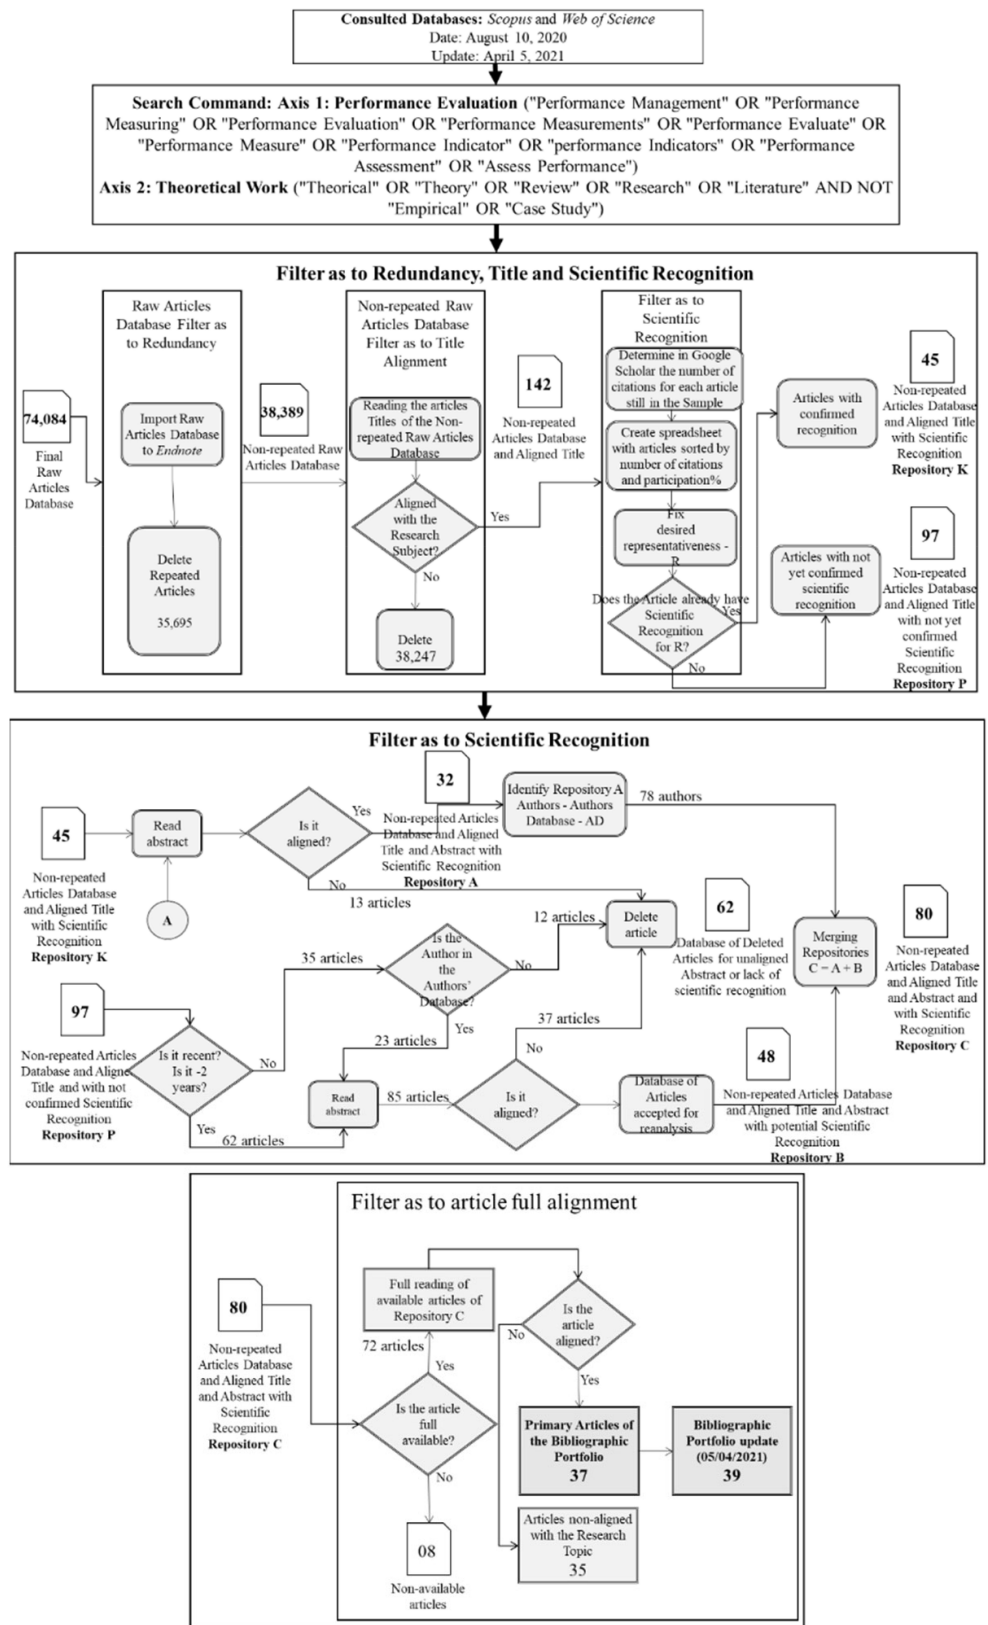 Consulted Databases: Scopus and Web of Science
Date: August 10, 2020
Update: April 5, 2021
Search Command: Axis 1: Performance Evaluation ("Performance Management" OR "Performance
Measuring" OR "Performance Evaluation" OR "Performance Measurements" OR "Performance Evaluate" OR
"Performance Measure" OR "Performance Indicator" OR "performance Indicators" OR "Performance
Assessment" OR "Assess Performance")
Axis 2: Theoretical Work ("Theorical" OR "Theory" OR "Review" OR "Research" OR "Literature" AND NOT
"Empirical" OR "Case Study")
Filter as to Redundancy, Title and Scientific Recognition
74,084
Final
Raw
Articles
Database
Raw Articles
Database Filter as
to Redundancy
Import Raw
Articles Database
to Endnote
Delete
Repeated
Articles
35,695
38,389
Non-repeated Raw
Articles Database
Non-repeated Raw
Articles Database
Filter as to Title
Alignment
Reading the articles
Titles of the Non-
repeated Raw Articles
Database
Aligned
with the
Research
Subject?
Yes
No
Delete
38,247
142
Non-repeated
Articles Database
and Aligned Title
Filter as to
Scientific
Recognition
Determine in Google
Scholar the number of
citations for each article
still in the Sample
Create spreadsheet
with articles sorted by
number of citations
and participation%
Fix
desired
representativeness -
R
Does the Article already have
Scientific
Recognition
for R?
Yes
No
Articles with
confirmed
recognition
45
Non-repeated
Articles Database
and Aligned Title
with Scientific
Recognition
Repository K
Articles with not
yet confirmed
scientific
recognition
97
Non-repeated
Articles Database
and Aligned Title
with not yet
confirmed
Scientific
Recognition
Repository P
Filter as to Scientific Recognition
45
Non-repeated
Articles Database
and Aligned Title
with Scientific
Recognition
Repository K
Read
abstract
A
Is it
aligned?
Yes
No
13 articles
32
Non-repeated Articles
Database and Aligned
Title and Abstract with
Scientific Recognition
Repository A
Identify Repository A
Authors - Authors
Database - AD
78 authors
97
Non-repeated Articles
Database and Aligne
Title and with not
confirmed Scientific
Recognition
Repository P
Is it recent?
Is it -2
years?
No
35 articles
Yes
62 articles
Is the
Author in
the
Authors'
Database?
No
12 articles
Yes
23 articles
Read
abstract
85 articles
Is it
aligned?
No
37 articles
Delete
article
62
Database of Deleted
Articles for unaligned
Abstract or lack of
scientific recognition
Database of
Articles
accepted for
reanalysis
48
Non-repeated Articles Database
and Aligned Title and Abstract
with potential Scientific
Recognition
Repository B
Merging
Repositories
C = A + B
80
Non-repeated
Articles Database
and Aligned Title
and Abstract and
with Scientific
Recognition
Repository C
Filter as to article full alignment
80
Non-repeated
Articles Database
and Aligned Title
and Abstract with
Scientific
Recognition
Repository C
Full reading of
available articles of
Repository C
72 articles
Yes
Is the article
full
available?
No
08
Non-available
articles
Is the
article
aligned?
No
Yes
Primary Articles of
the Bibliographic
Portfolio
37
Bibliographic
Portfolio update
(05/04/2021)
39
Articles non-aligned
with the Research
Topic
35